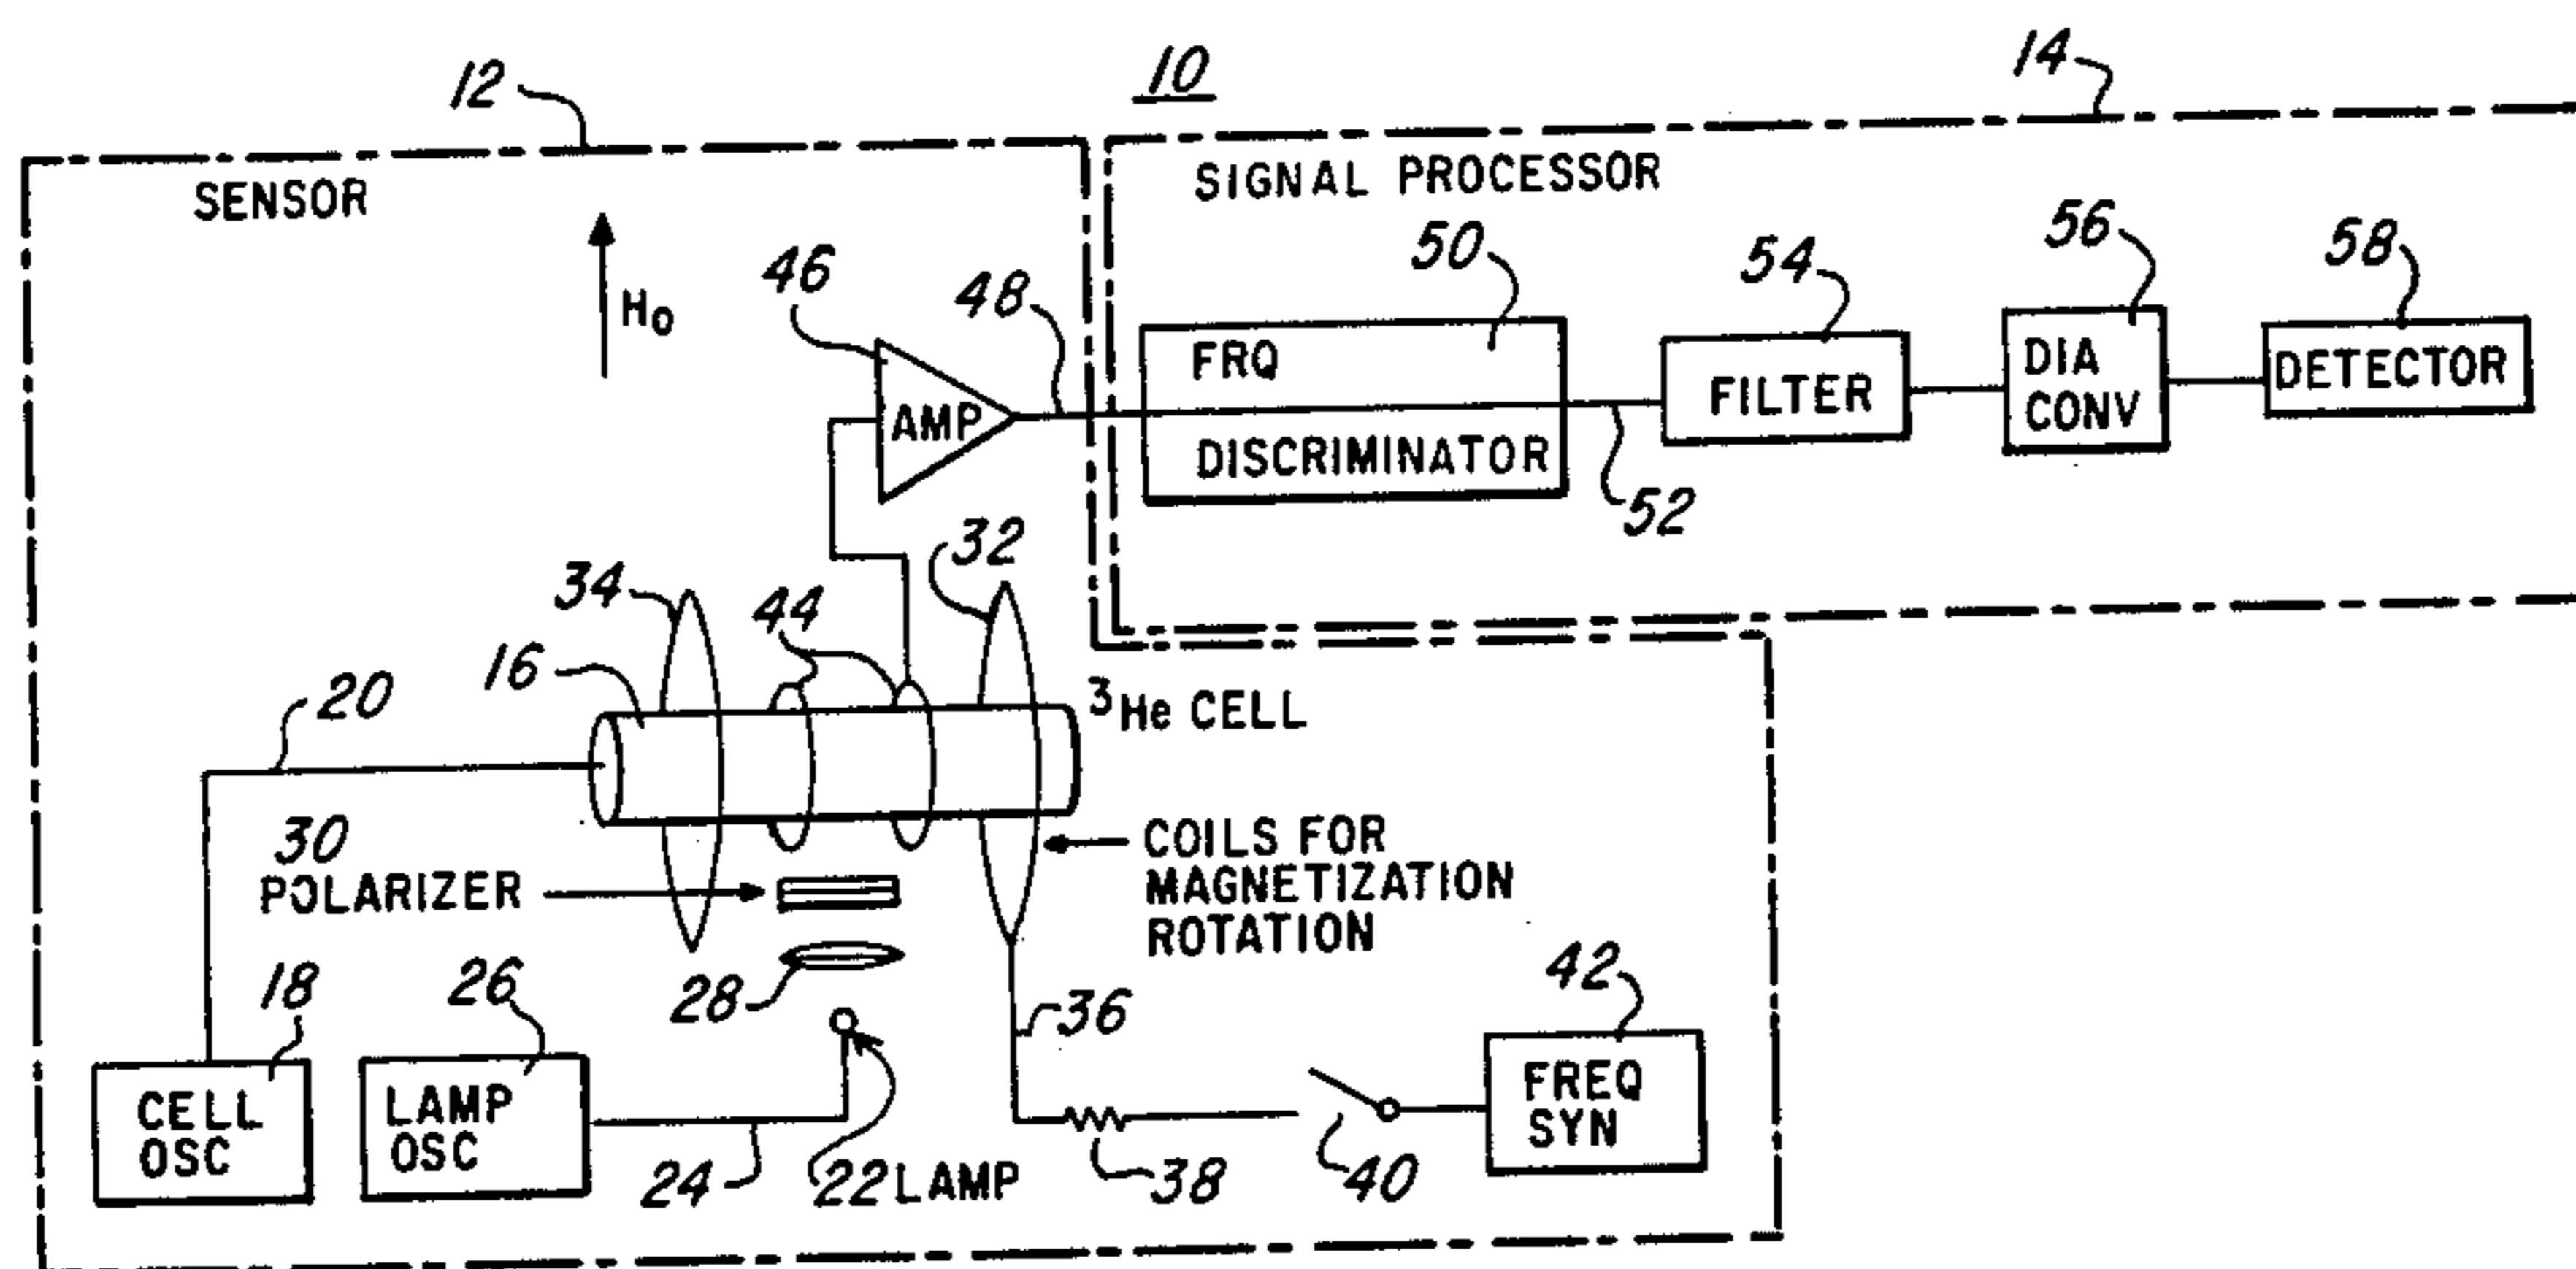 10
12
14
SENSOR
SIGNAL PROCESSOR
H₀
46
48
50
54
56
58
AMP
FRQ
DISCRIMINATOR
FILTER
DIA
CONV
DETECTOR
52
32
34
44
16
20
³He CELL
30
POLARIZER
COILS FOR
MAGNETIZATION
ROTATION
18
26
28
36
42
CELL
OSC
LAMP
OSC
24
22 LAMP
38
40
FREQ
SYN